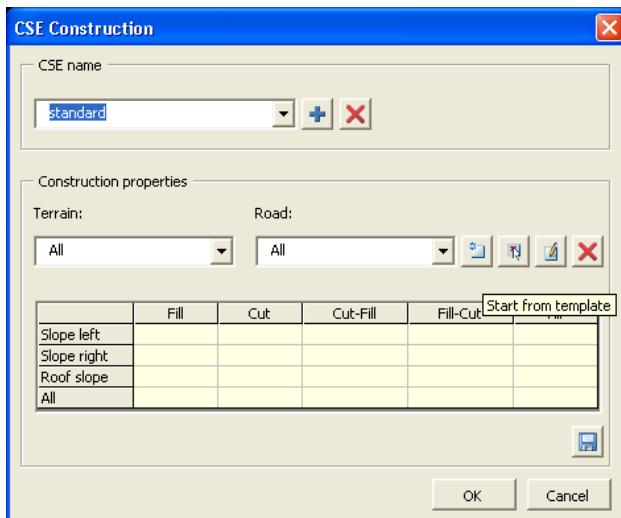 CSE Construction
CSE name
standard
Construction properties
Terrain: Road:
All All
Start from template
Fill Cut Cut-Fill Fill-Cut
Slope left
Slope right
Roof slope
All
OK Cancel